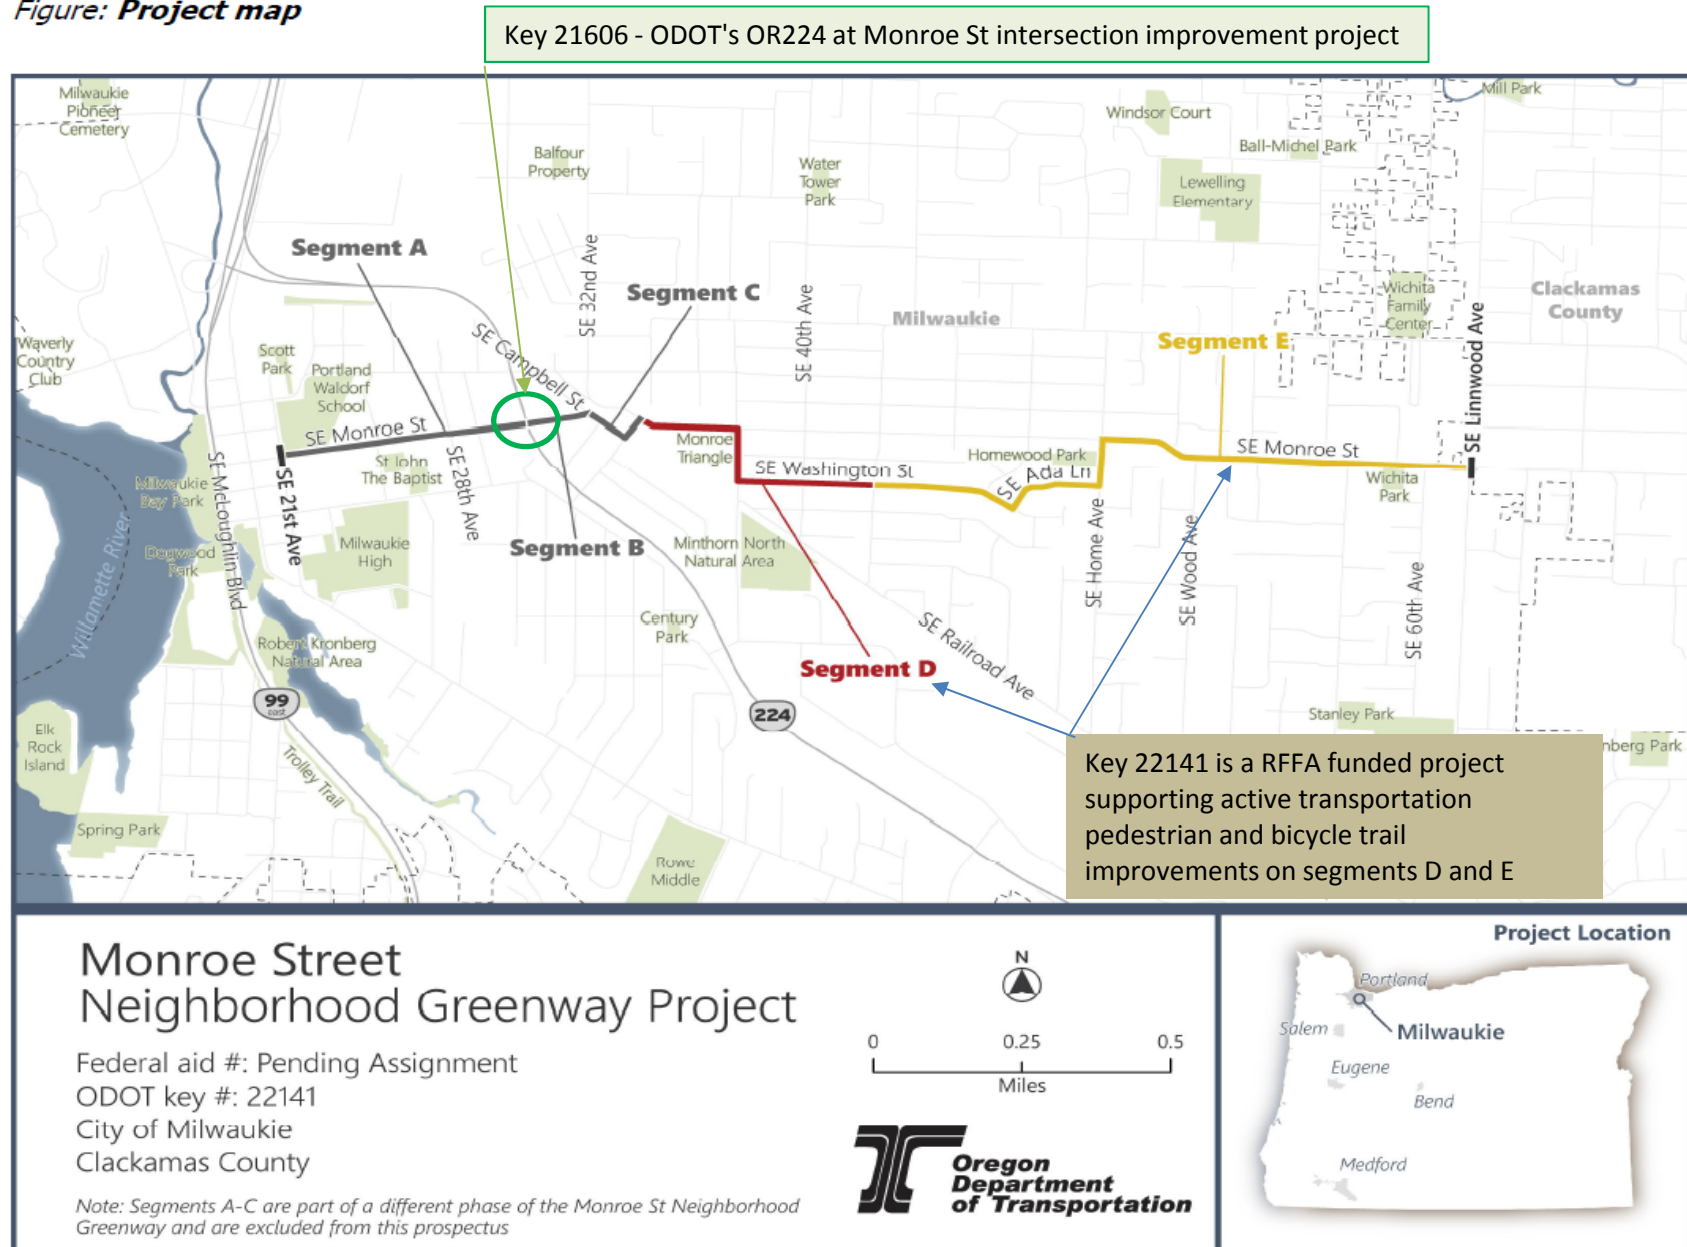 Figure: Project map
Key 21606 - ODOT's OR224 at Monroe St intersection improvement project
Milwaukie
Pioneer
Cemetery
Balfour
Property
Water
Tower
Park
Windsor Court
Mill Park
Ball-Michel Park
Lewelling
Elementary
Segment A
SE 32nd Ave
Segment C
SE 40th Ave
Milwaukie
Wichita
Family
Center
Clackamas
County
Segment E
SE Linnwood Ave
Waverly
Country
Club
Scott
Park
Portland
Waldorf
School
SE Campbell St
SE Monroe St
Monroe
Triangle
SE Washington St
Homewood Park
SE Ada Ln
SE Monroe St
Wichita
Park
St John
The Baptist
SE 28th Ave
Milwaukie
Bay Park
SE McLoughlin Blvd
SE 21st Ave
Milwaukie
High
Segment B
Minthorn North
Natural Area
SE Home Ave
SE Wood Ave
SE 60th Ave
Dogwood
Park
Willamette River
Century
Park
SE Railroad Ave
Robert Kronberg
Natural Area
Segment D
99
east
224
Stanley Park
nberg Park
Elk
Rock
Island
Trolley Trail
Spring Park
Rowe
Middle
Key 22141 is a RFFA funded project
supporting active transportation
pedestrian and bicycle trail
improvements on segments D and E
Monroe Street
Neighborhood Greenway Project
Federal aid #: Pending Assignment
ODOT key #: 22141
City of Milwaukie
Clackamas County
Note: Segments A-C are part of a different phase of the Monroe St Neighborhood
Greenway and are excluded from this prospectus
N
0 0.25 0.5
Miles
Oregon
Department
of Transportation
Project Location
Portland
Salem
Milwaukie
Eugene
Bend
Medford